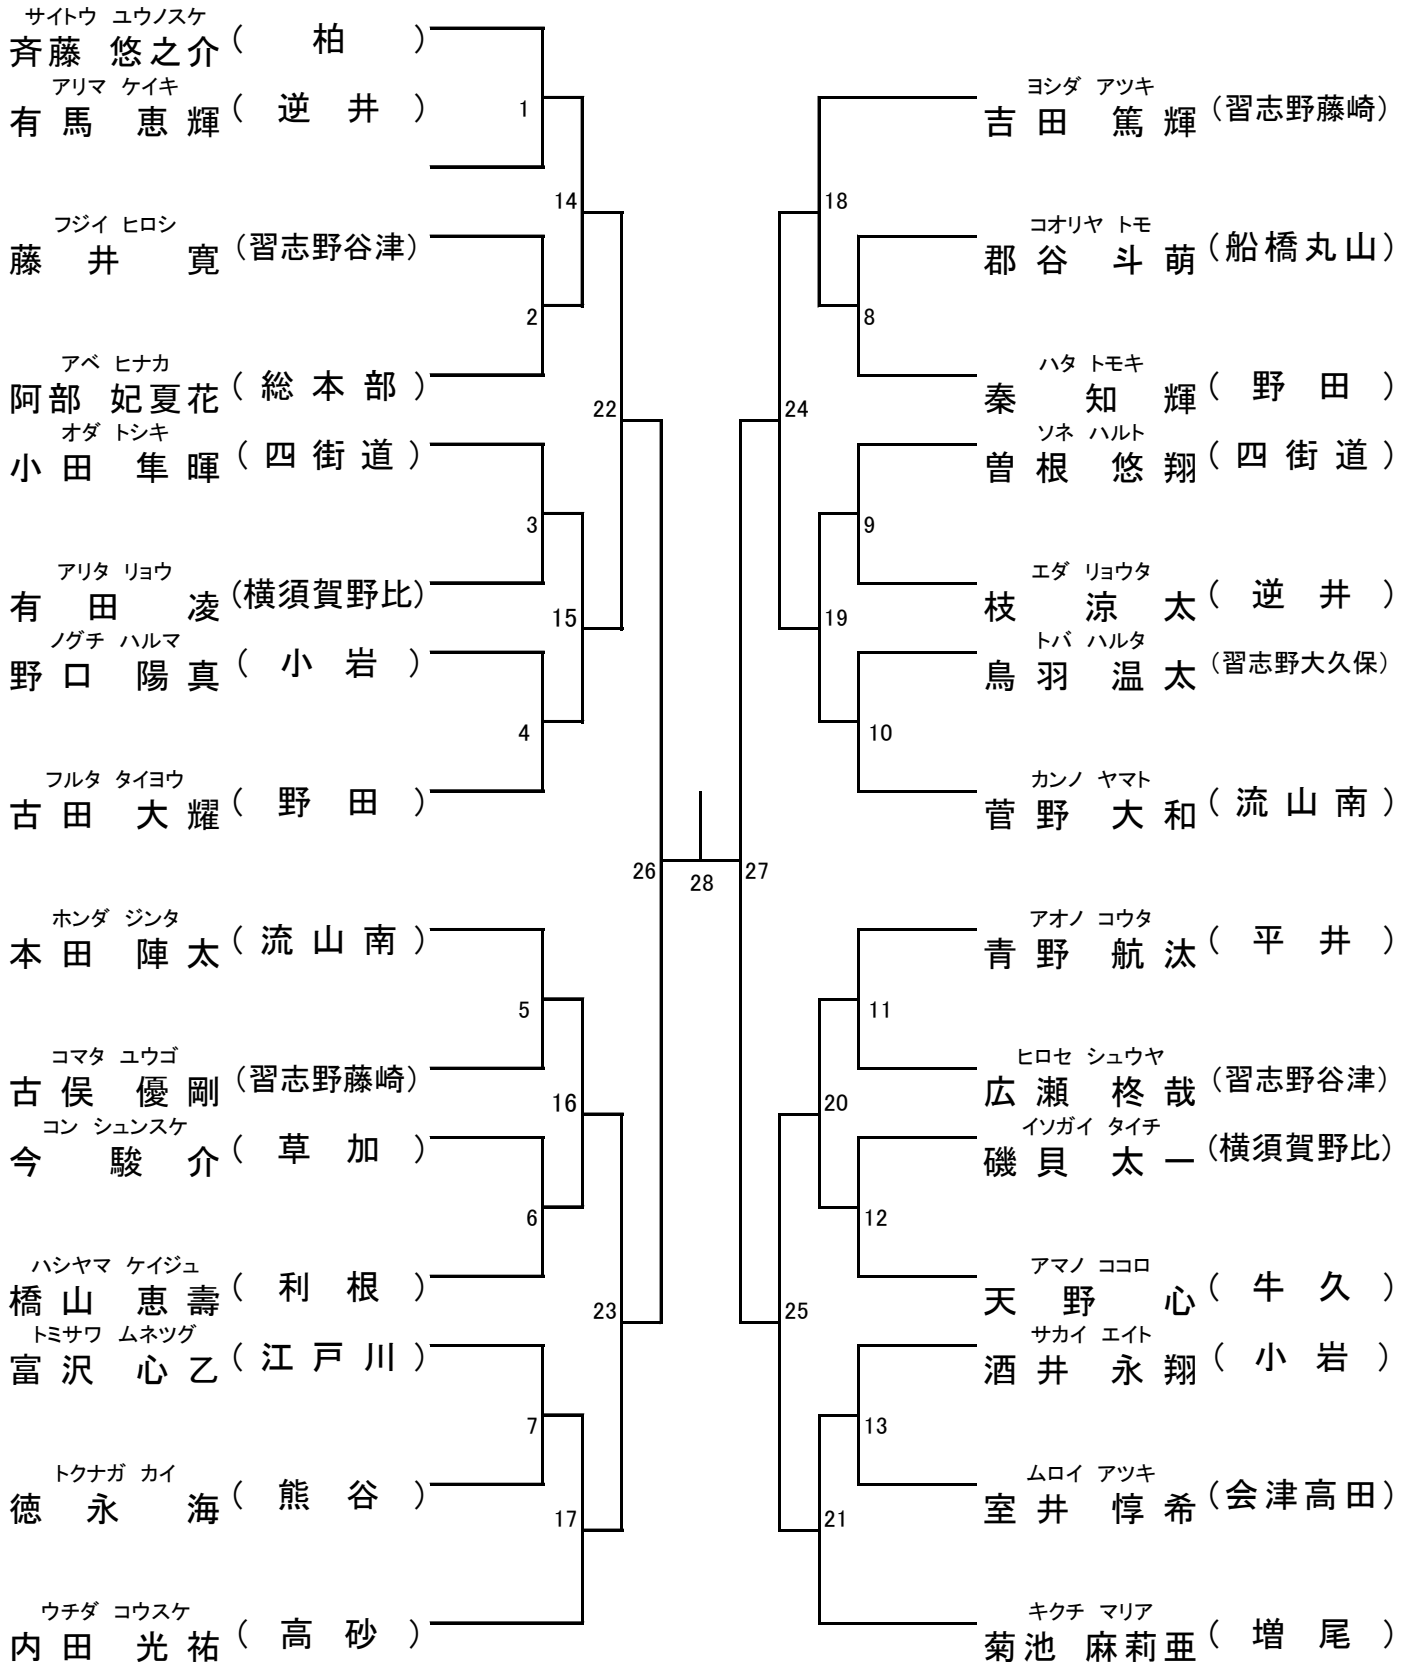 サイトウ ユウノスケ
斉藤 悠之介 ( 柏 )
アリマ ケイキ
有馬 恵輝 ( 逆井 )
1
14
フジイ ヒロシ
藤井 寛 (習志野谷津)
2
アベ ヒナカ
阿部 妃夏花 ( 総本部 )
22
オダ トシキ
小田 隼暉 ( 四街道 )
3
アリタ リョウ
有田 凌 (横須賀野比)
15
ノグチ ハルマ
野口 陽真 ( 小岩 )
4
フルタ タイヨウ
古田 大耀 ( 野田 )
26
28
27
ホンダ ジンタ
本田 陣太 ( 流山南 )
5
コマタ ユウゴ
古俣 優剛 (習志野藤崎)
16
コン シュンスケ
今 駿介 ( 草加 )
6
ハシヤマ ケイジュ
橋山 恵壽 ( 利根 )
23
トミサワ ムネツグ
富沢 心乙 ( 江戸川 )
7
トクナガ カイ
徳永 海 ( 熊谷 )
17
ウチダ コウスケ
内田 光祐 ( 高砂 )
ヨシダ アツキ
吉田 篤輝 (習志野藤崎)
18
コオリヤ トモ
郡谷 斗萌 (船橋丸山)
8
ハタ トモキ
秦 知輝 ( 野田 )
24
ソネ ハルト
曽根 悠翔 ( 四街道 )
9
エダ リョウタ
枝 涼太 ( 逆井 )
19
トバ ハルタ
鳥羽 温太 (習志野大久保)
10
カンノ ヤマト
菅野 大和 ( 流山南 )
アオノ コウタ
青野 航汰 ( 平井 )
11
ヒロセ シュウヤ
広瀬 柊哉 (習志野谷津)
20
イソガイ タイチ
磯貝 太一 (横須賀野比)
12
アマノ ココロ
天野 心 ( 牛久 )
25
サカイ エイト
酒井 永翔 ( 小岩 )
13
ムロイ アツキ
室井 惇希 (会津高田)
21
キクチ マリア
菊池 麻莉亜 ( 増尾 )